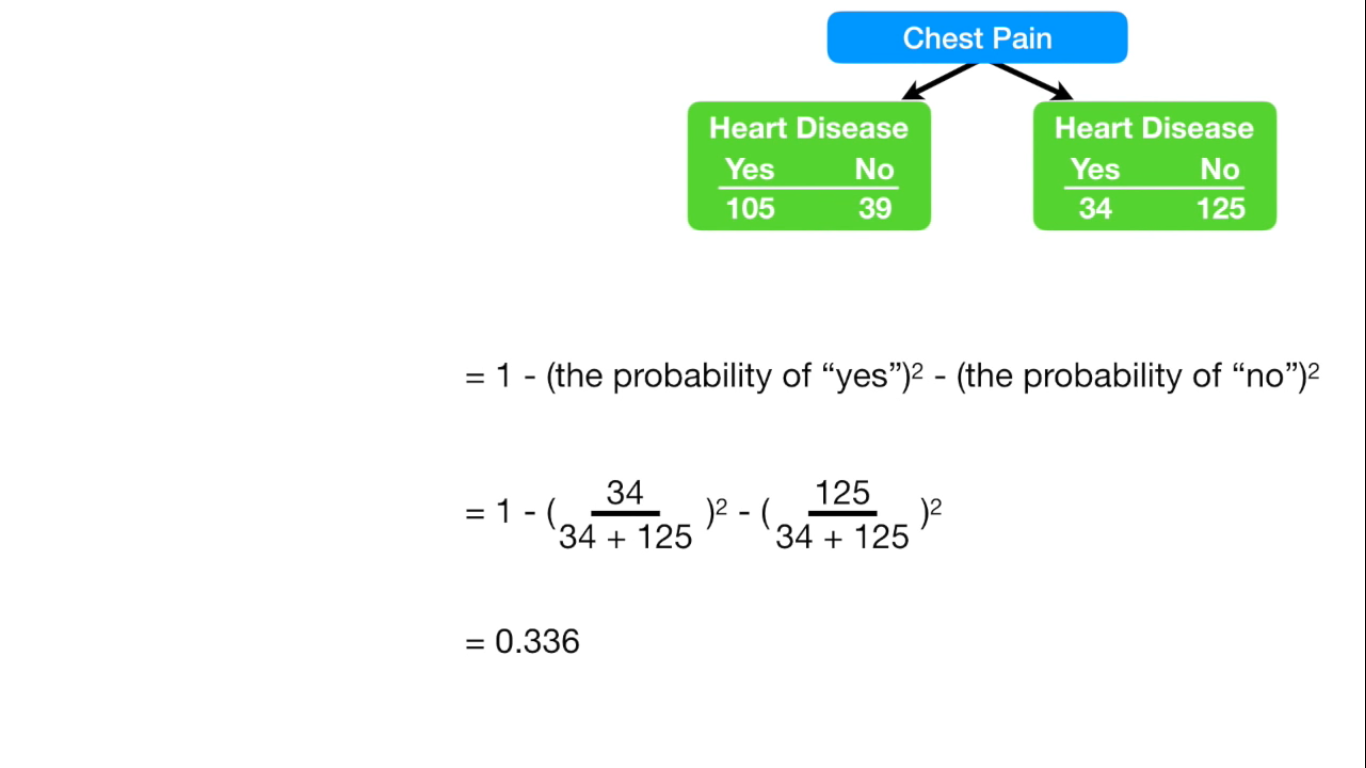 Chest Pain
Heart Disease Heart Disease
Yes No Yes No
105 39 34 125
= 1 - (the probability of “yes”)² - (the probability of “no”)²
= 1 - ( 34 / 34 + 125 )² - ( 125 / 34 + 125 )²
= 0.336